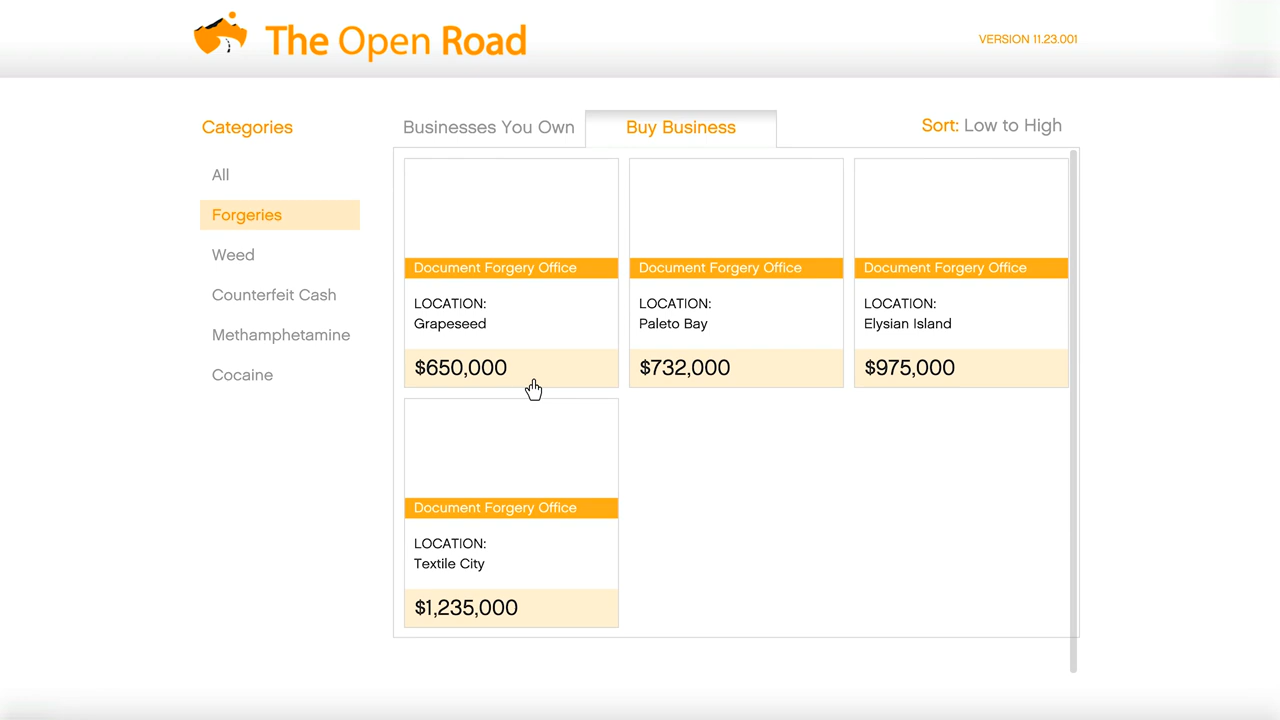 The Open Road
VERSION 11.23.001
Categories
All
Forgeries
Weed
Counterfeit Cash
Methamphetamine
Cocaine
Businesses You Own
Buy Business
Sort: Low to High
Document Forgery Office
LOCATION:
Grapeseed
$650,000
Document Forgery Office
LOCATION:
Paleto Bay
$732,000
Document Forgery Office
LOCATION:
Elysian Island
$975,000
Document Forgery Office
LOCATION:
Textile City
$1,235,000